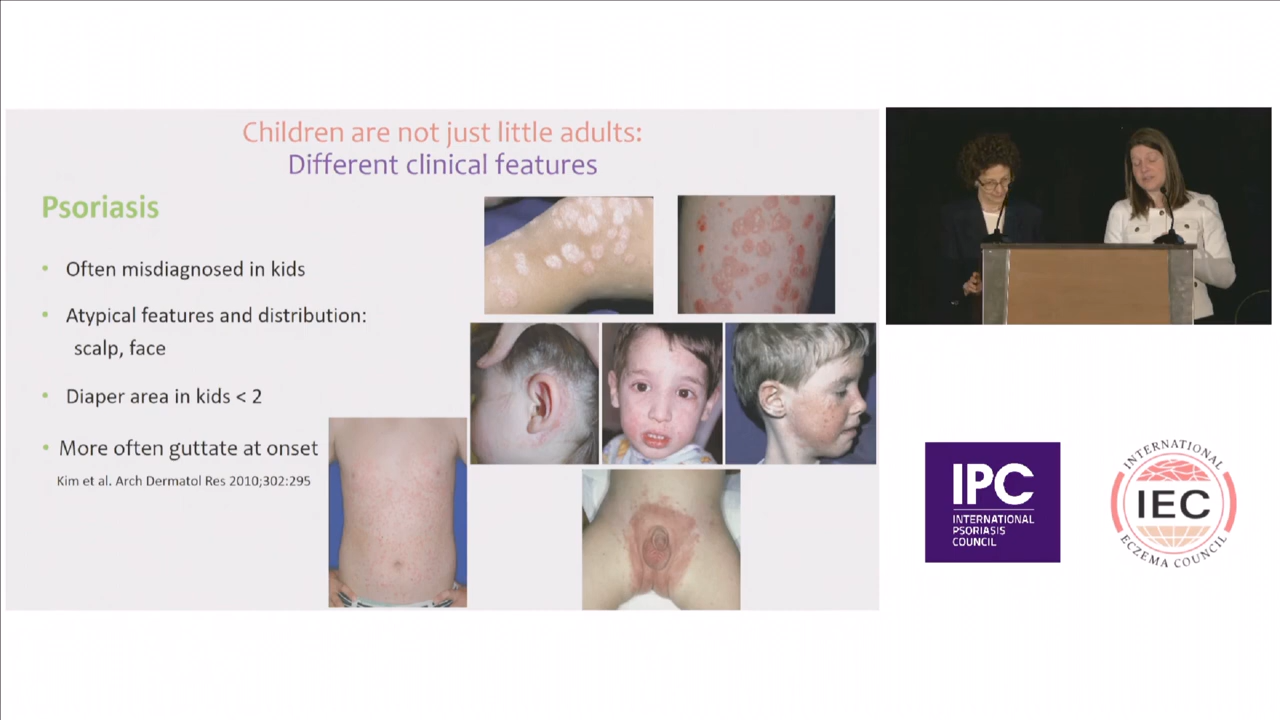 Children are not just little adults:
Different clinical features
Psoriasis
• Often misdiagnosed in kids
• Atypical features and distribution:
scalp, face
• Diaper area in kids < 2
• More often guttate at onset
Kim et al. Arch Dermatol Res 2010;302:295
IPC
INTERNATIONAL
PSORIASIS
COUNCIL
INTERNATIONAL
IEC
ECZEMA COUNCIL